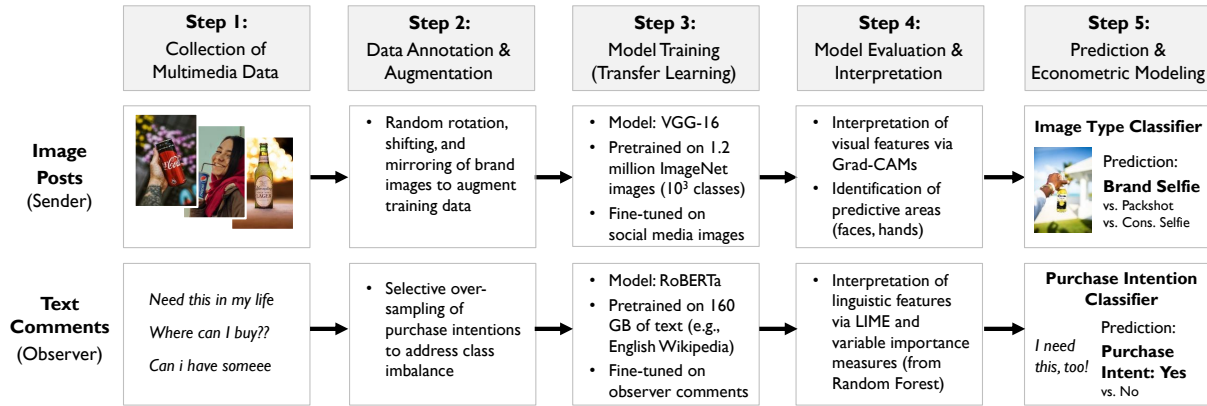 Step 1:
Collection of
Multimedia Data
Step 2:
Data Annotation &
Augmentation
Step 3:
Model Training
(Transfer Learning)
Step 4:
Model Evaluation &
Interpretation
Step 5:
Prediction &
Econometric Modeling
Image
Posts
(Sender)
• Random rotation,
shifting, and
mirroring of brand
images to augment
training data
• Model: VGG-16
• Pretrained on 1.2
million ImageNet
images (10³ classes)
• Fine-tuned on
social media images
• Interpretation of
visual features via
Grad-CAMs
• Identification of
predictive areas
(faces, hands)
Image Type Classifier
Prediction:
Brand Selfie
vs. Packshot
vs. Cons. Selfie
Text
Comments
(Observer)
Need this in my life
Where can I buy??
Can i have someee
• Selective over-
sampling of
purchase intentions
to address class
imbalance
• Model: RoBERTa
• Pretrained on 160
GB of text (e.g.,
English Wikipedia)
• Fine-tuned on
observer comments
• Interpretation of
linguistic features
via LIME and
variable importance
measures (from
Random Forest)
Purchase Intention
Classifier
I need
this, too!
Prediction:
Purchase
Intent: Yes
vs. No